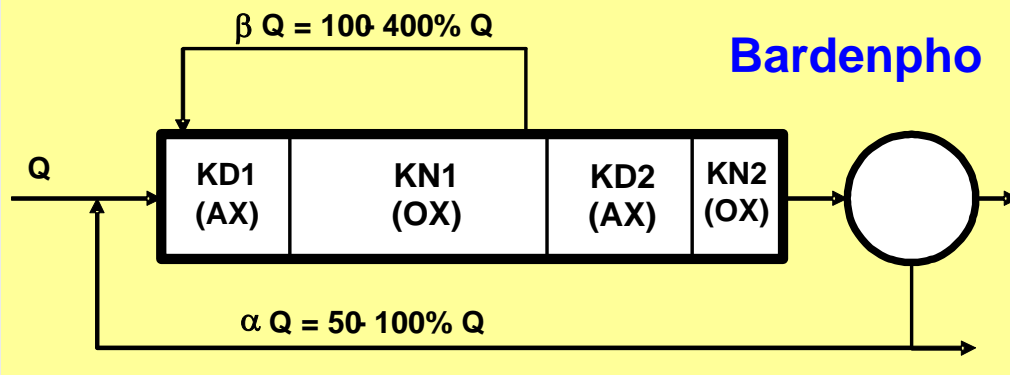 β Q = 100- 400% Q
Bardenpho
Q
KD1
(AX)
KN1
(OX)
KD2
(AX)
KN2
(OX)
α Q = 50- 100% Q